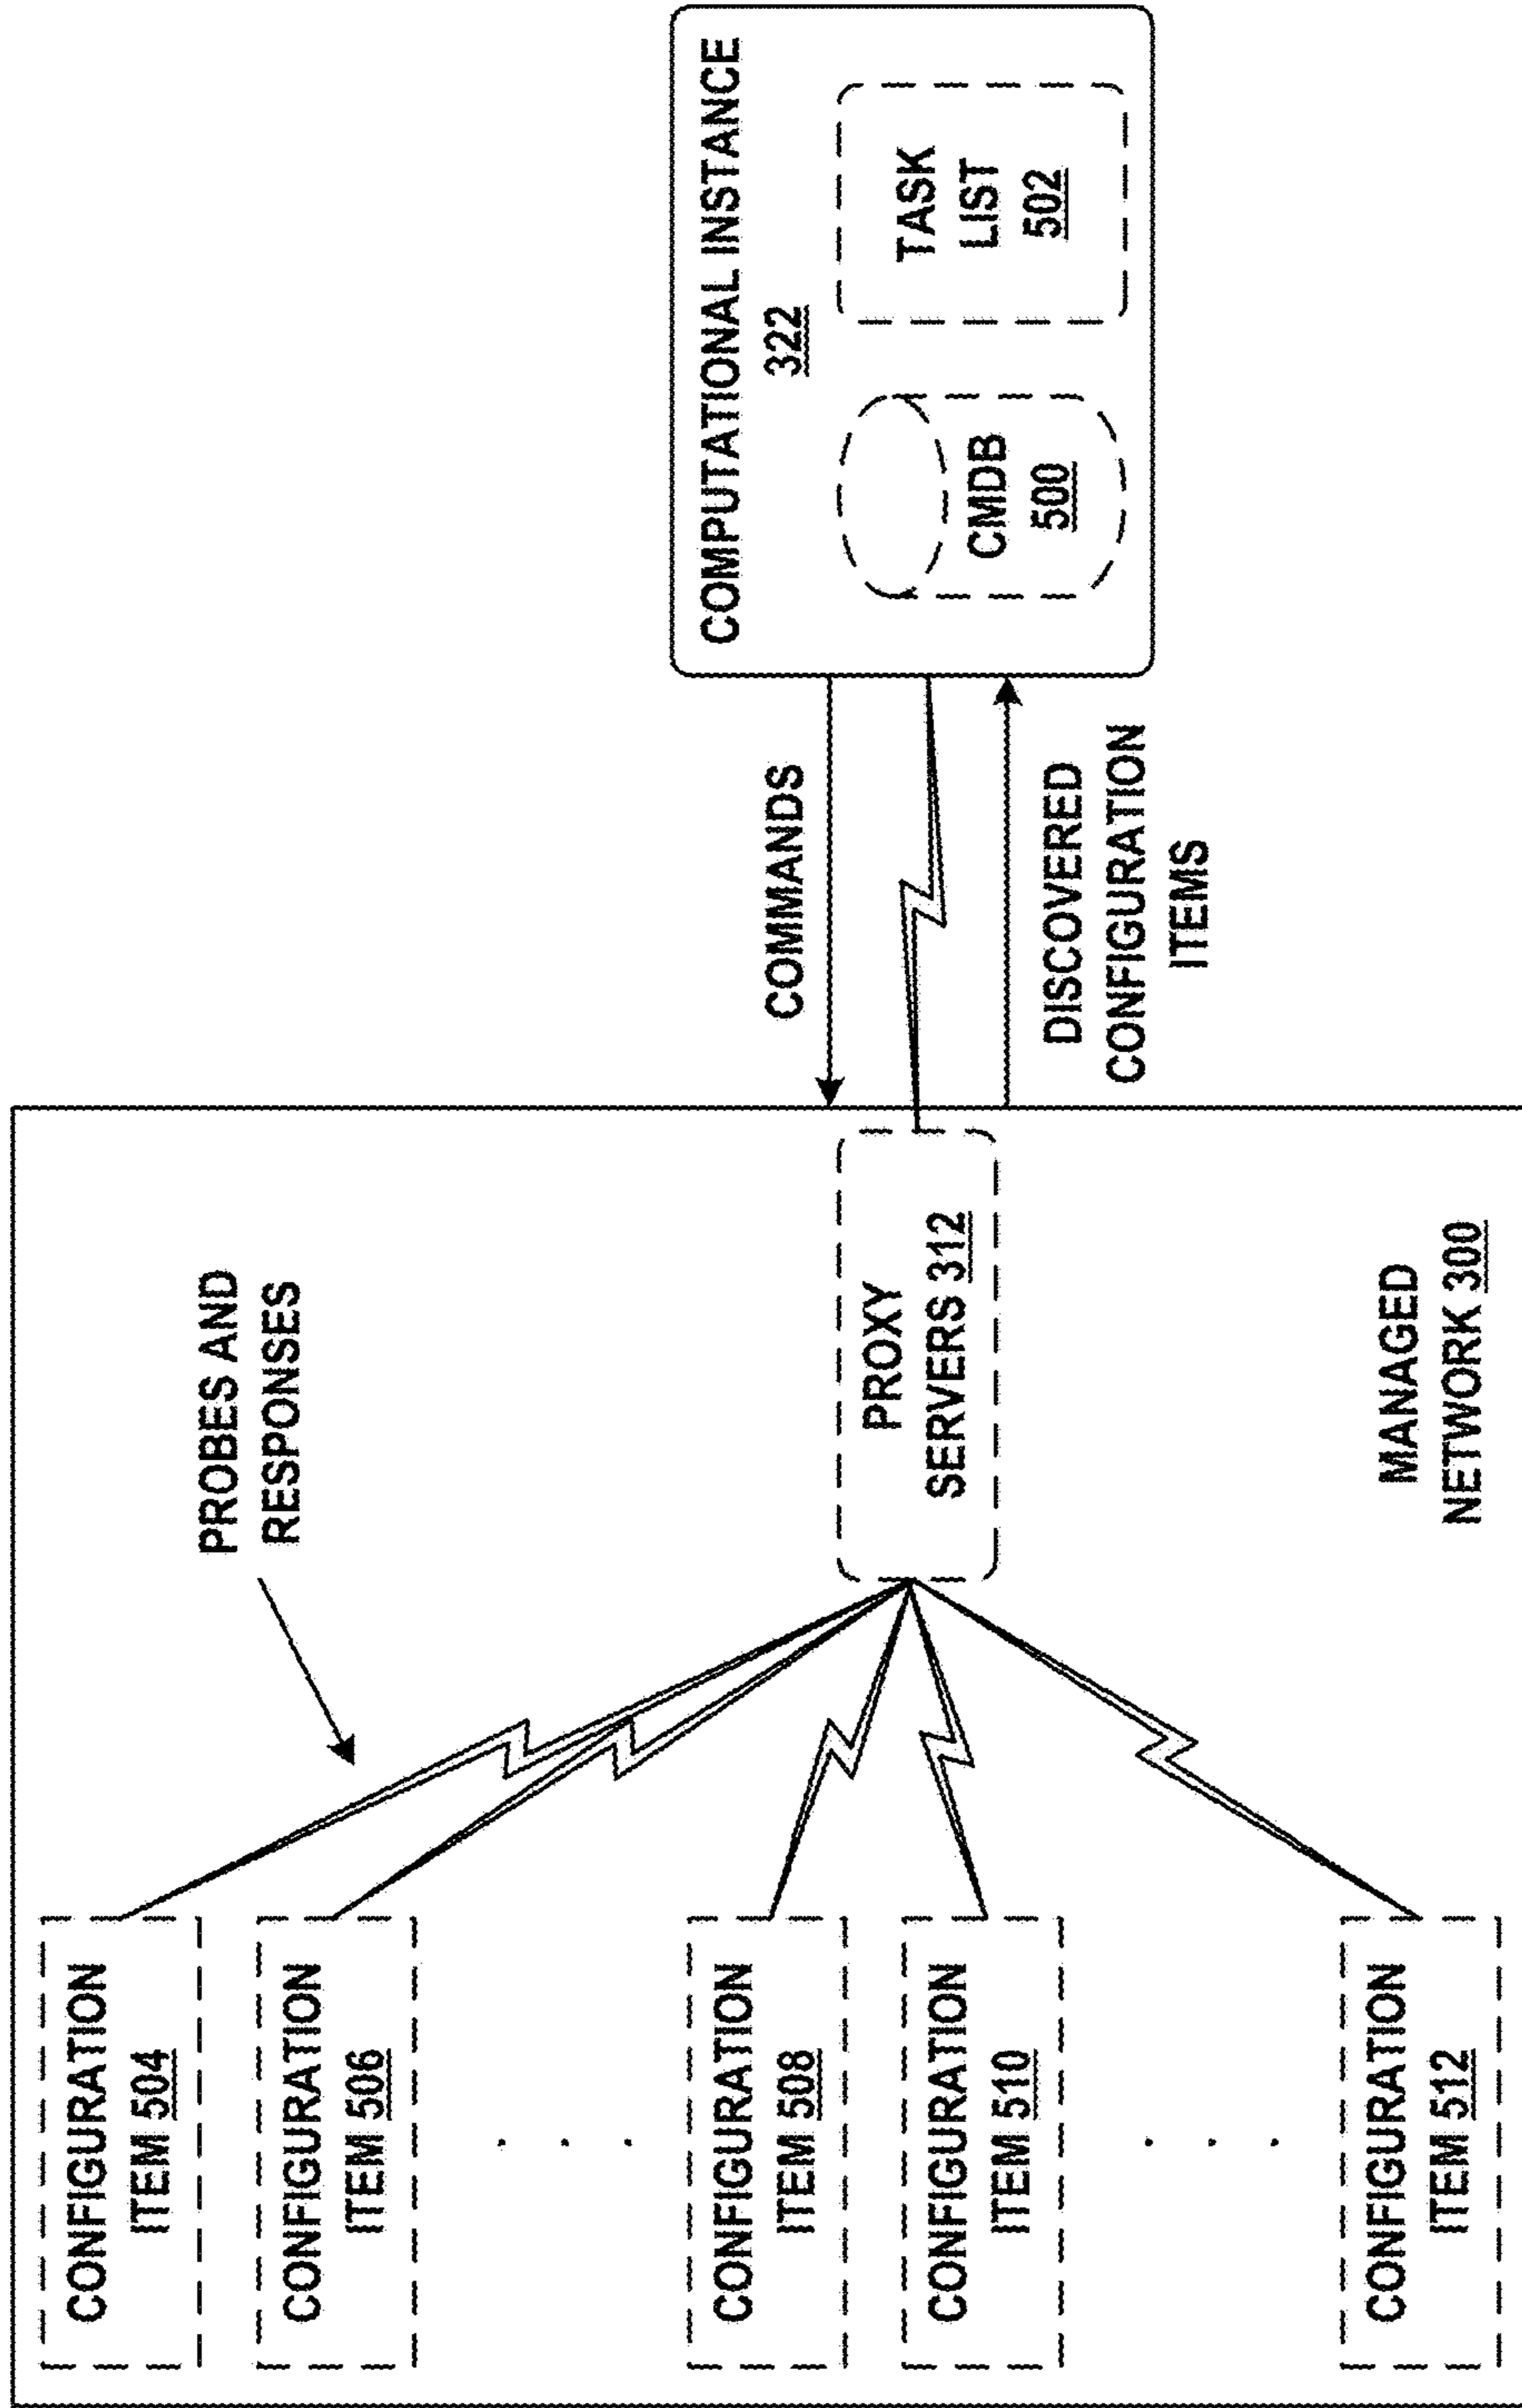 CONFIGURATION
ITEM 504
CONFIGURATION
ITEM 506
. . .
CONFIGURATION
ITEM 508
CONFIGURATION
ITEM 510
. . .
CONFIGURATION
ITEM 512
PROBES AND
RESPONSES
PROXY
SERVERS 312
MANAGED
NETWORK 300
COMMANDS
DISCOVERED
CONFIGURATION
ITEMS
COMPUTATIONAL INSTANCE
322
CMDB
500
TASK
LIST
502